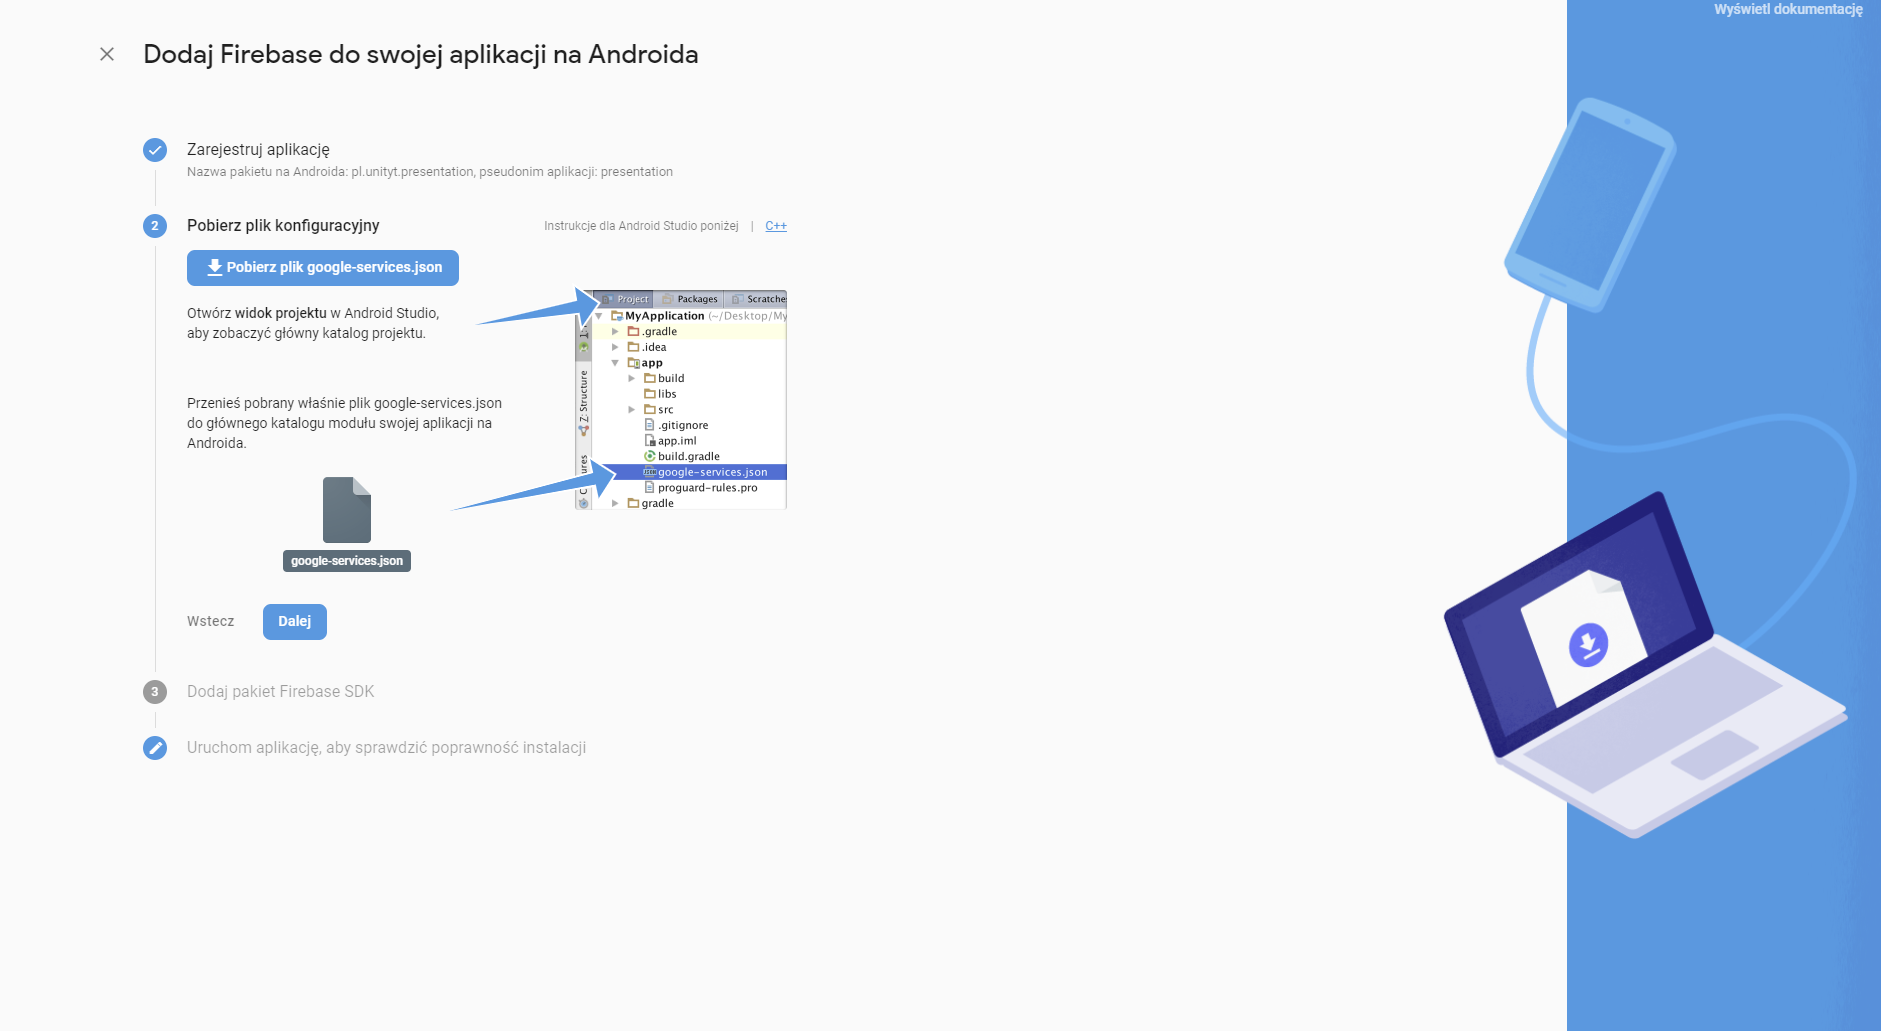 Wyświetl dokumentację
Dodaj Firebase do swojej aplikacji na Androida
Zarejestruj aplikację
Nazwa pakietu na Androida: pl.unityt.presentation, pseudonim aplikacji: presentation
2
Pobierz plik konfiguracyjny
Instrukcje dla Android Studio poniżej | C++
Pobierz plik google-services.json
Otwórz widok projektu w Android Studio,
aby zobaczyć główny katalog projektu.
Przenieś pobrany właśnie plik google-services.json
do głównego katalogu modułu swojej aplikacji na
Androida.
google-services.json
Project Packages Scratches
MyApplication (~/Desktop/My
.gradle
.idea
app
build
libs
src
.gitignore
app.iml
build.gradle
google-services.json
proguard-rules.pro
gradle
Z: Structure
Wstecz
Dalej
3
Dodaj pakiet Firebase SDK
Uruchom aplikację, aby sprawdzić poprawność instalacji